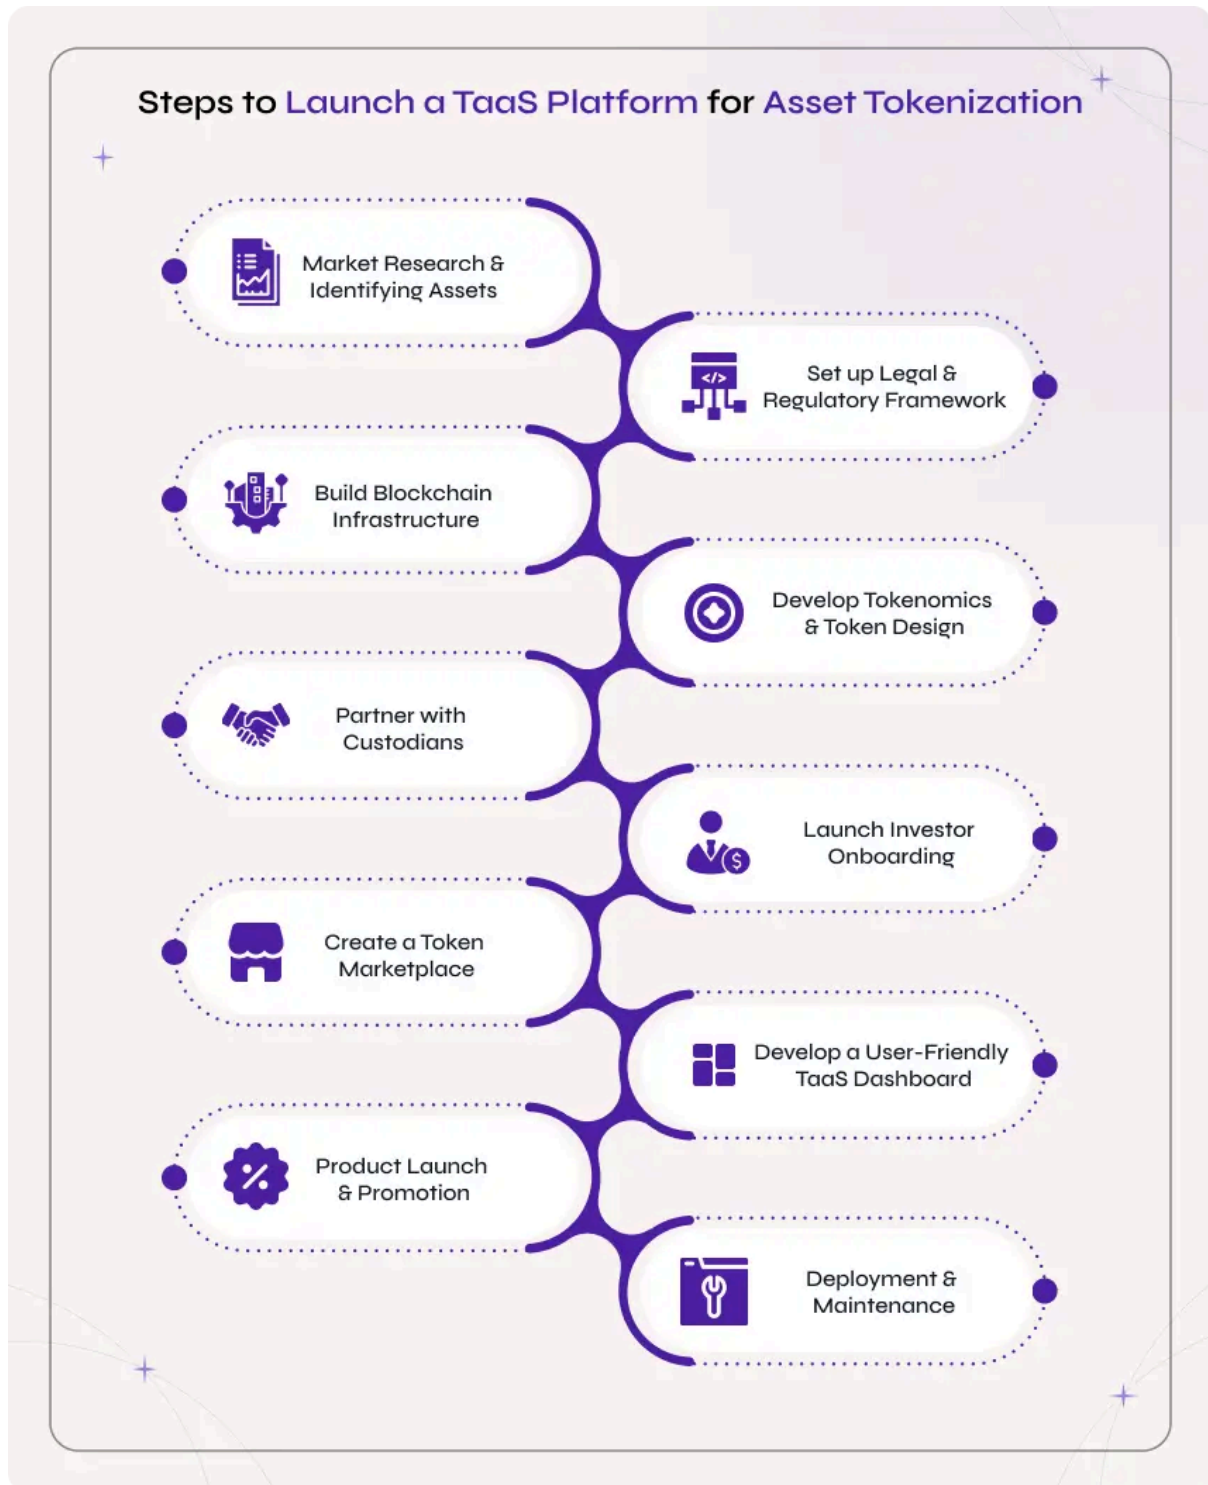 Steps to Launch a TaaS Platform for Asset Tokenization
Market Research &
Identifying Assets
Set up Legal &
Regulatory Framework
</>
Build Blockchain
Infrastructure
Develop Tokenomics
& Token Design
Partner with
Custodians
Launch Investor
Onboarding
$
Create a Token
Marketplace
Develop a User-Friendly
TaaS Dashboard
Product Launch
& Promotion
%
Deployment &
Maintenance